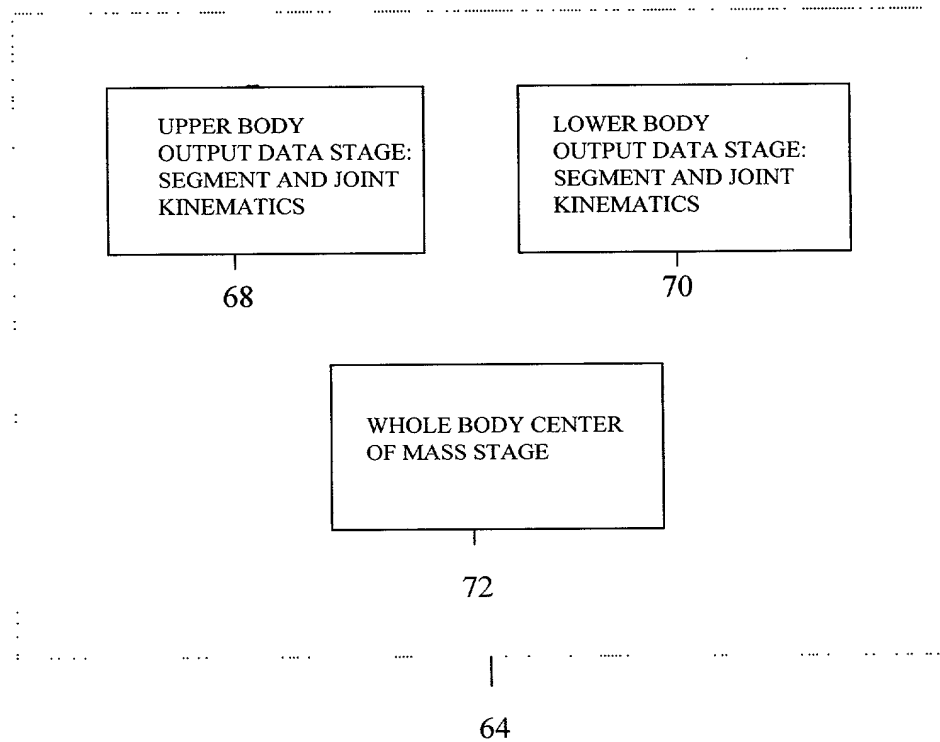 UPPER BODY
OUTPUT DATA STAGE:
SEGMENT AND JOINT
KINEMATICS
68
LOWER BODY
OUTPUT DATA STAGE:
SEGMENT AND JOINT
KINEMATICS
70
WHOLE BODY CENTER
OF MASS STAGE
72
64